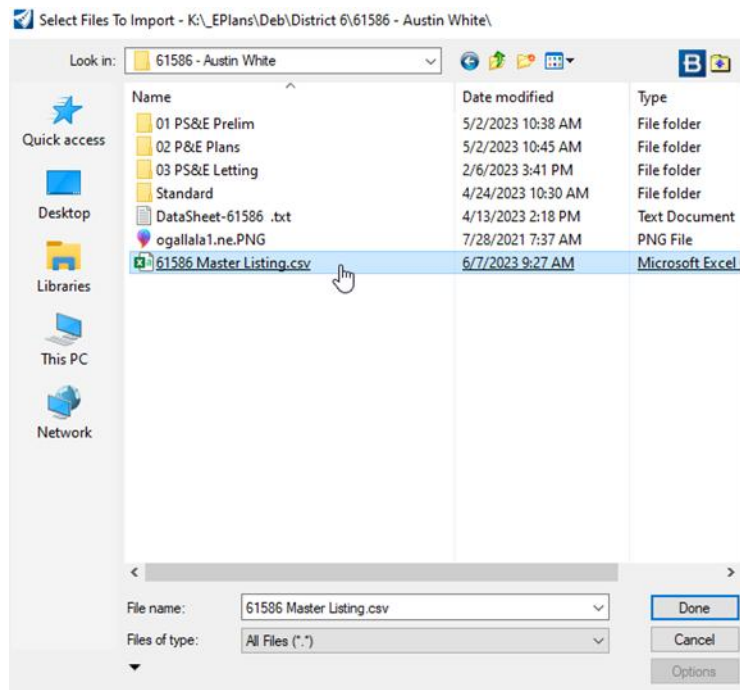 Select Files To Import - K:\_EPlans\Deb\District 6\61586 - Austin White\
Look in: 61586 - Austin White B
Name Date modified Type
01 PS&E Prelim 5/2/2023 10:38 AM File folder
02 P&E Plans 5/2/2023 10:45 AM File folder
03 PS&E Letting 2/6/2023 3:41 PM File folder
Standard 4/24/2023 10:30 AM File folder
DataSheet-61586 .txt 4/13/2023 2:18 PM Text Document
ogallala1.ne.PNG 7/28/2021 7:37 AM PNG File
61586 Master Listing.csv 6/7/2023 9:27 AM Microsoft Excel
Quick access
Desktop
Libraries
This PC
Network
File name: 61586 Master Listing.csv Done
Files of type: All Files (*.*) Cancel
Options